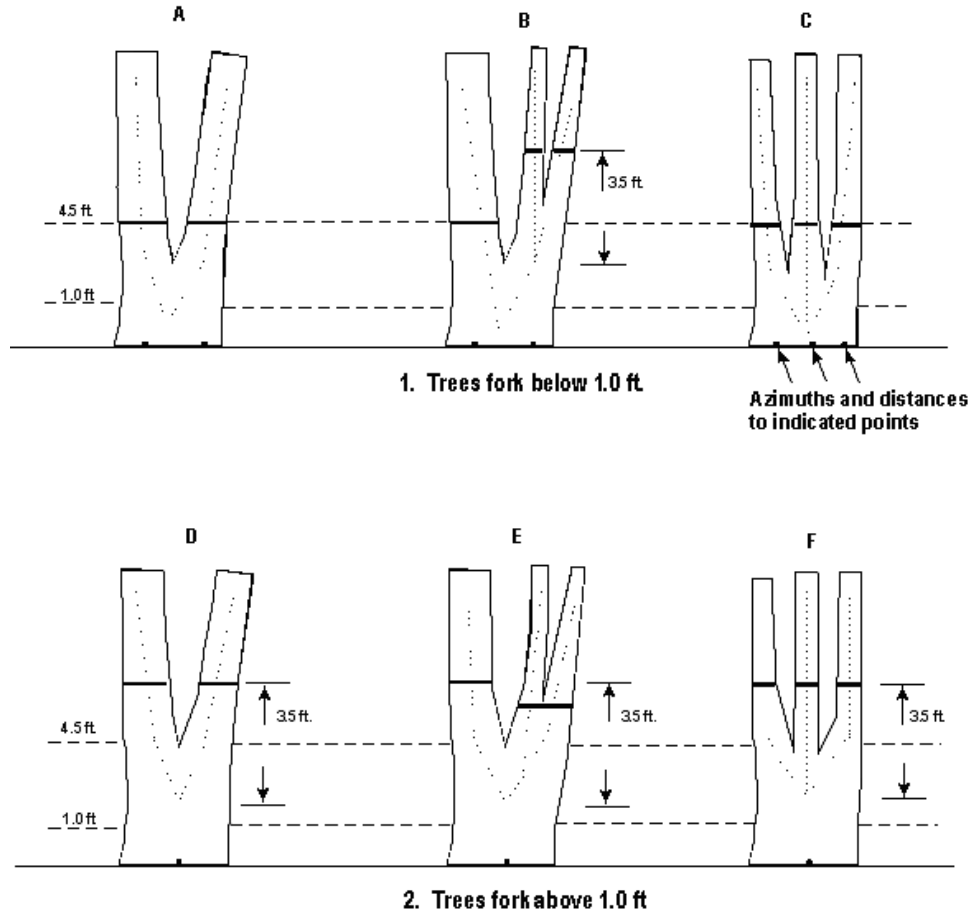 A
B
C
3.5 ft.
4.5 ft.
1.0 ft
1. Trees fork below 1.0 ft.
Azimuths and distances
to indicated points
D
E
F
3.5 ft.
3.5 ft.
3.5 ft
4.5 ft.
1.0 ft
2. Trees fork above 1.0 ft